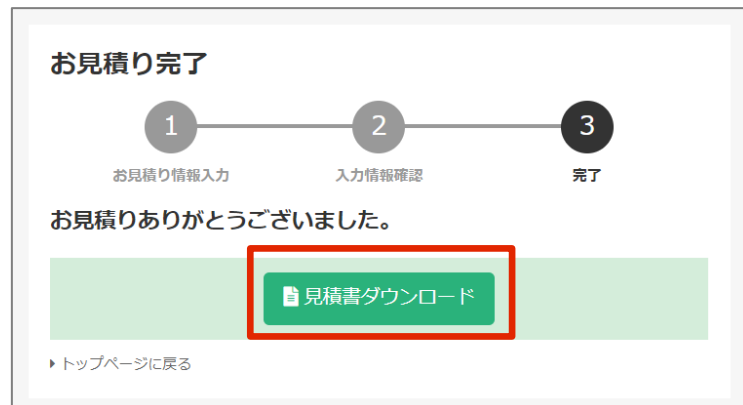 お見積り完了
1 2 3
お見積り情報入力 入力情報確認 完了
お見積りありがとうございました。
見積書ダウンロード
トップページに戻る